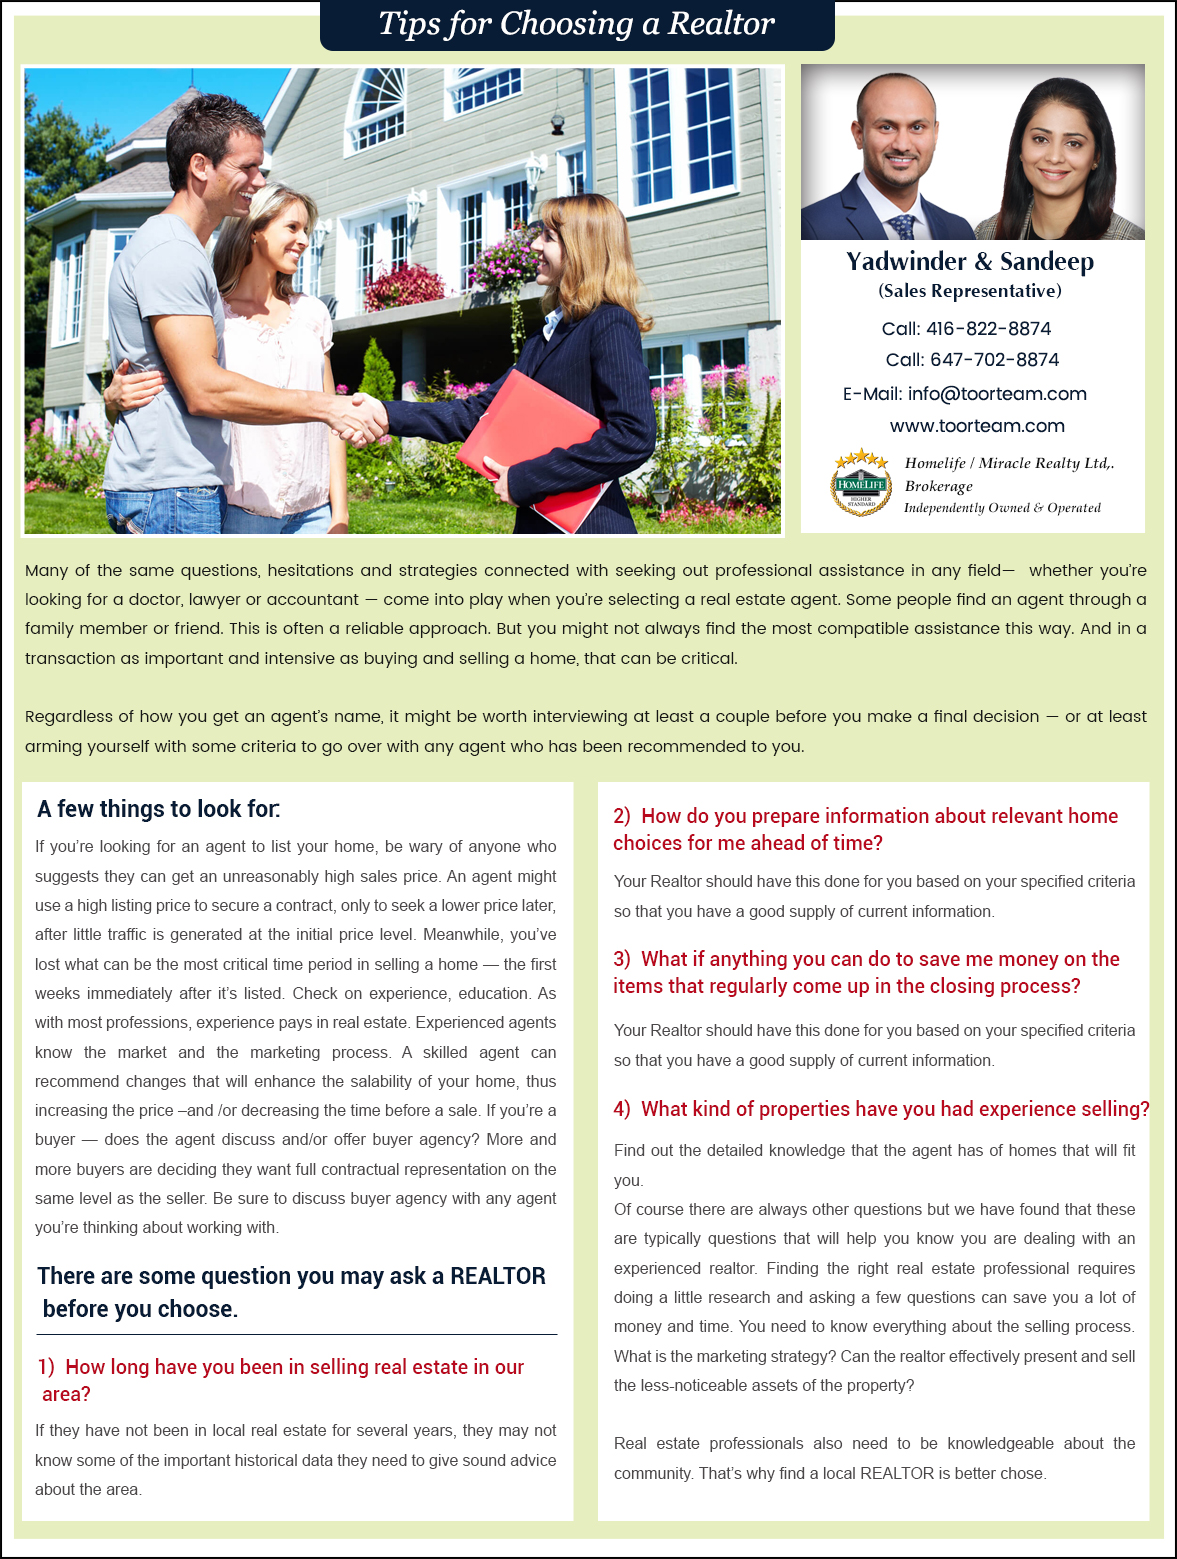 Tips for Choosing a Realtor
Yadwinder & Sandeep
(Sales Representative)
Call: 416-822-8874
Call: 647-702-8874
E-Mail: info@toorteam.com
www.toorteam.com
HOMELIFE
HIGHER
STANDARD
Homelife / Miracle Realty Ltd,.
Brokerage
Independently Owned & Operated
Many of the same questions, hesitations and strategies connected with seeking out professional assistance in any field— whether you're
looking for a doctor, lawyer or accountant — come into play when you're selecting a real estate agent. Some people find an agent through a
family member or friend. This is often a reliable approach. But you might not always find the most compatible assistance this way. And in a
transaction as important and intensive as buying and selling a home, that can be critical.
Regardless of how you get an agent's name, it might be worth interviewing at least a couple before you make a final decision — or at least
arming yourself with some criteria to go over with any agent who has been recommended to you.
A few things to look for:
If you're looking for an agent to list your home, be wary of anyone who
suggests they can get an unreasonably high sales price. An agent might
use a high listing price to secure a contract, only to seek a lower price later,
after little traffic is generated at the initial price level. Meanwhile, you've
lost what can be the most critical time period in selling a home — the first
weeks immediately after it's listed. Check on experience, education. As
with most professions, experience pays in real estate. Experienced agents
know the market and the marketing process. A skilled agent can
recommend changes that will enhance the salability of your home, thus
increasing the price –and /or decreasing the time before a sale. If you're a
buyer — does the agent discuss and/or offer buyer agency? More and
more buyers are deciding they want full contractual representation on the
same level as the seller. Be sure to discuss buyer agency with any agent
you're thinking about working with.
There are some question you may ask a REALTOR
before you choose.
1) How long have you been in selling real estate in our
area?
If they have not been in local real estate for several years, they may not
know some of the important historical data they need to give sound advice
about the area.
2) How do you prepare information about relevant home
choices for me ahead of time?
Your Realtor should have this done for you based on your specified criteria
so that you have a good supply of current information.
3) What if anything you can do to save me money on the
items that regularly come up in the closing process?
Your Realtor should have this done for you based on your specified criteria
so that you have a good supply of current information.
4) What kind of properties have you had experience selling?
Find out the detailed knowledge that the agent has of homes that will fit
you.
Of course there are always other questions but we have found that these
are typically questions that will help you know you are dealing with an
experienced realtor. Finding the right real estate professional requires
doing a little research and asking a few questions can save you a lot of
money and time. You need to know everything about the selling process.
What is the marketing strategy? Can the realtor effectively present and sell
the less-noticeable assets of the property?
Real estate professionals also need to be knowledgeable about the
community. That's why find a local REALTOR is better chose.